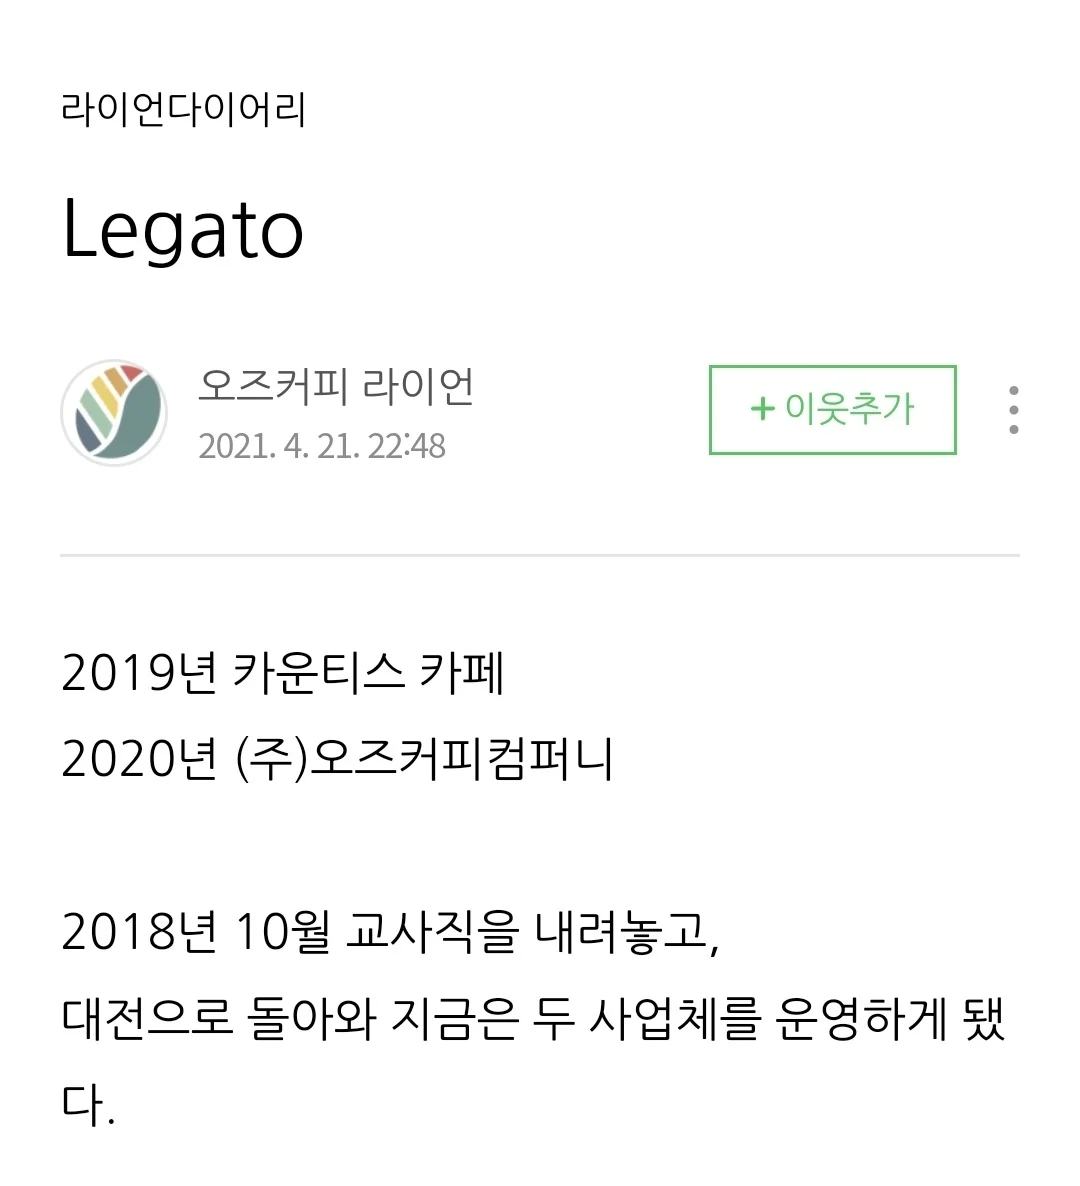 라이언다이어리
Legato
오즈커피 라이언
2021. 4. 21. 22:48
+ 이웃추가
2019년 카운티스 카페
2020년 (주)오즈커피컴퍼니
2018년 10월 교사직을 내려놓고,
대전으로 돌아와 지금은 두 사업체를 운영하게 됐
다.